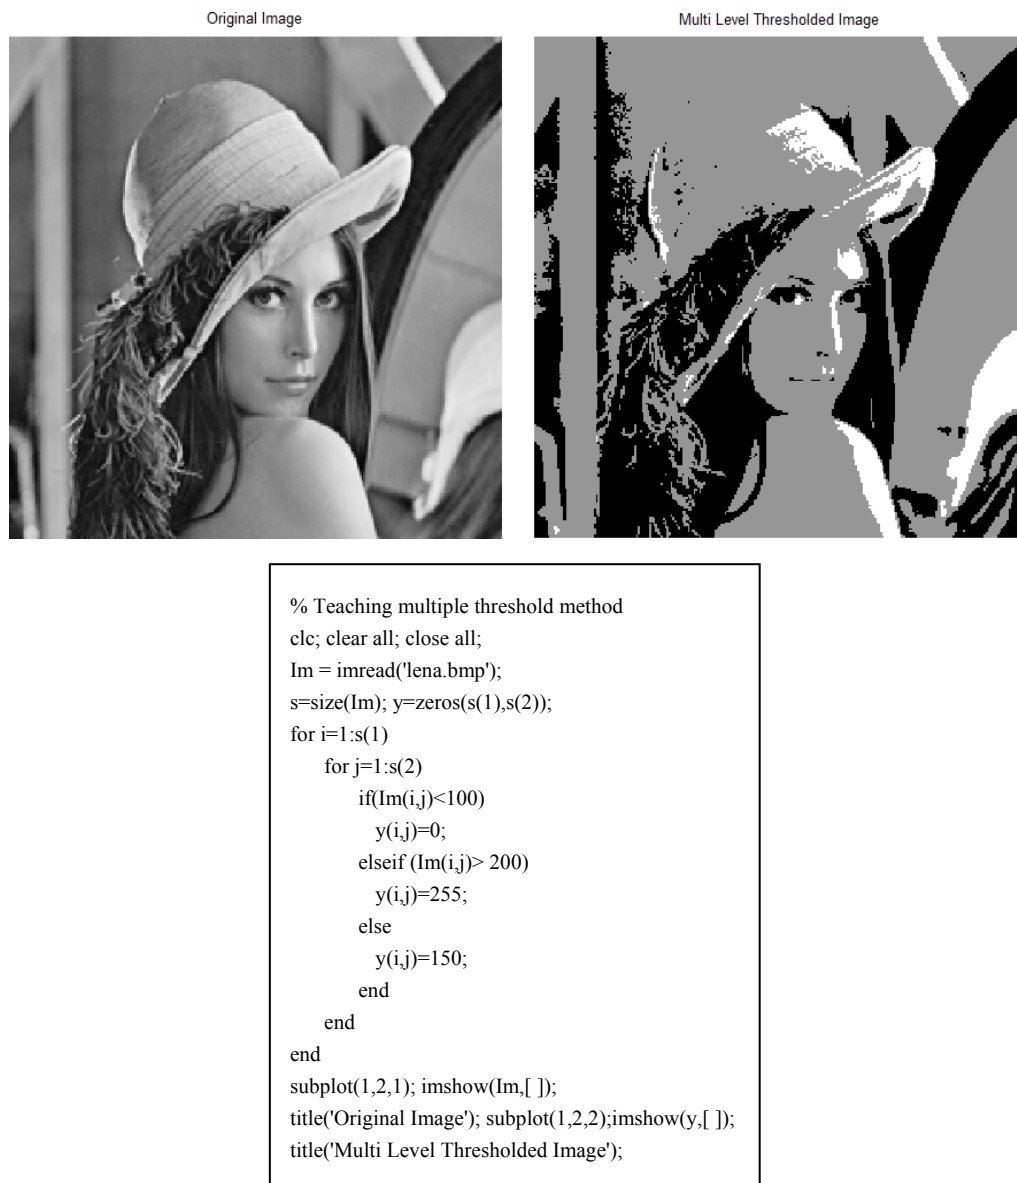 Original Image
Multi Level Thresholded Image
% Teaching multiple threshold method
clc; clear all; close all;
Im = imread('lena.bmp');
s=size(Im); y=zeros(s(1),s(2));
for i=1:s(1)
for j=1:s(2)
if(Im(i,j)<100)
y(i,j)=0;
elseif (Im(i,j)> 200)
y(i,j)=255;
else
y(i,j)=150;
end
end
end
subplot(1,2,1); imshow(Im,[ ]);
title('Original Image'); subplot(1,2,2);imshow(y,[ ]);
title('Multi Level Thresholded Image');